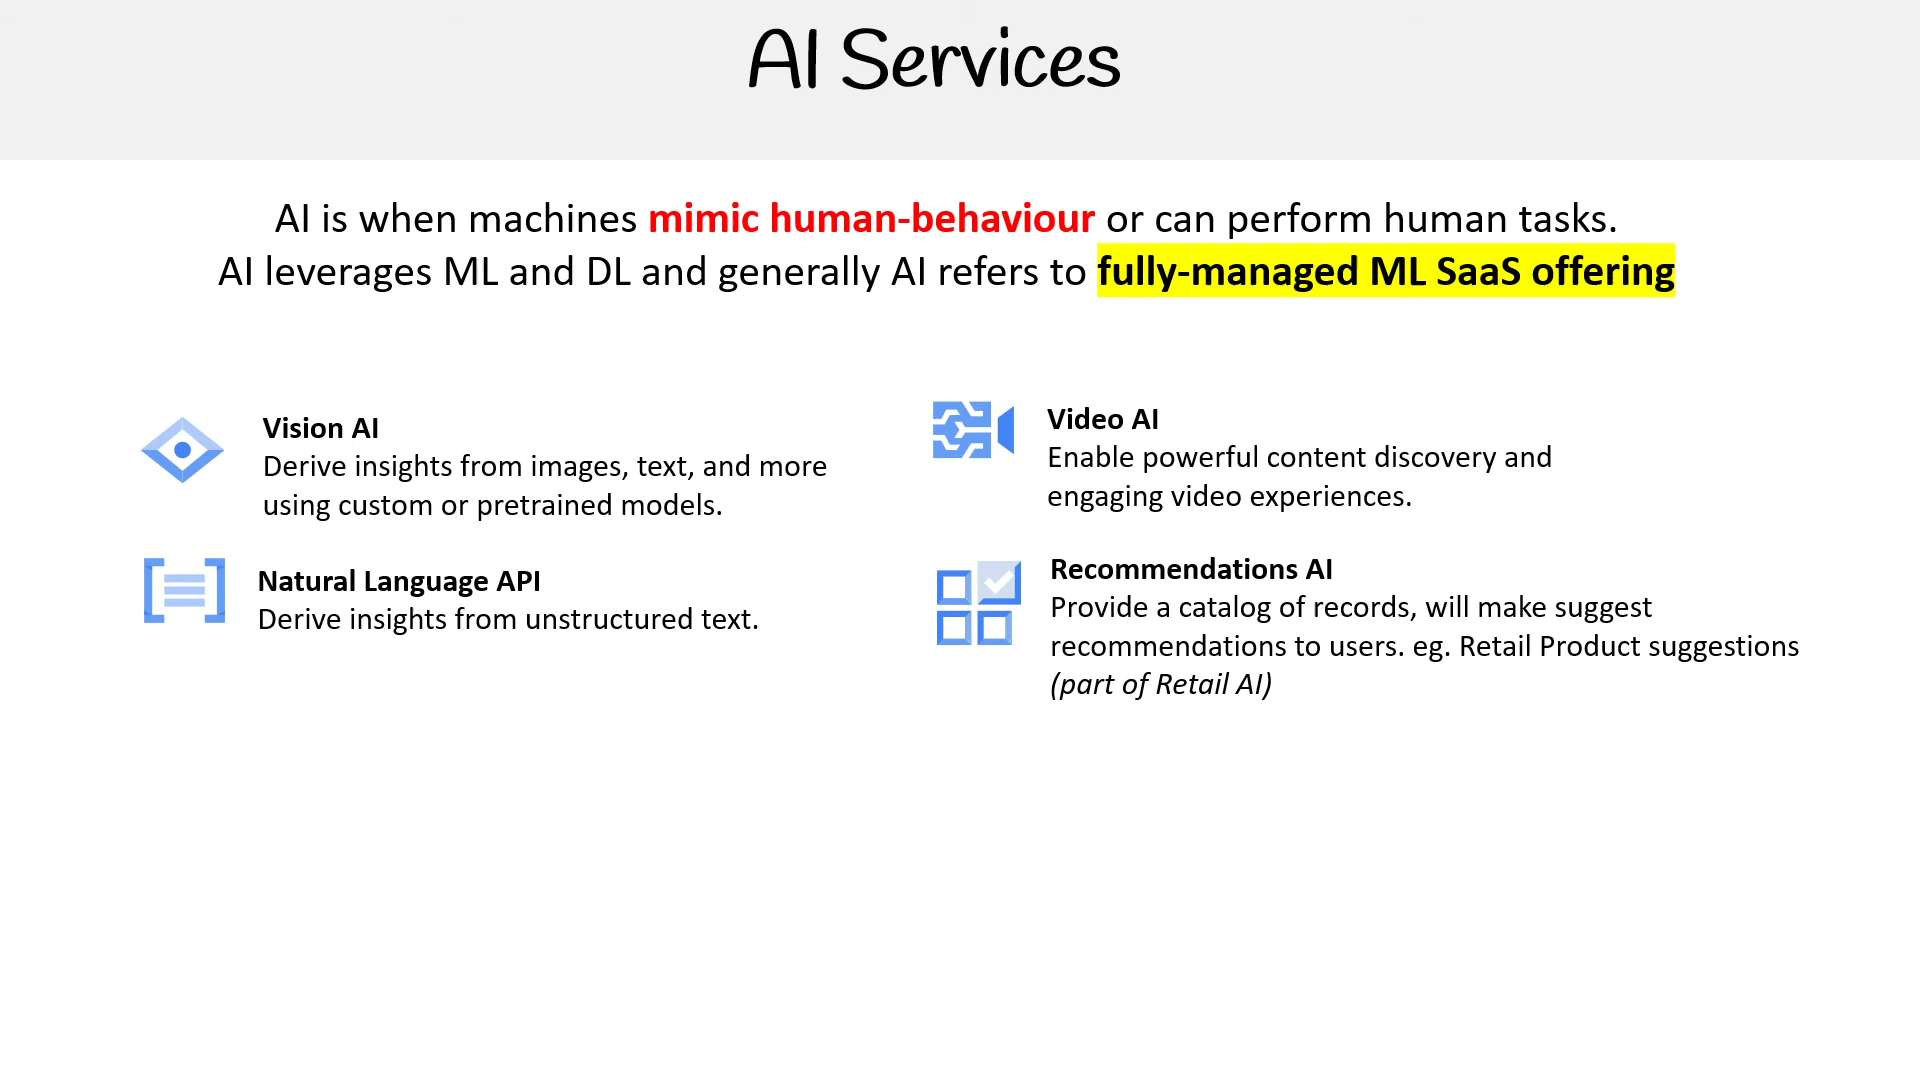 AI Services
AI is when machines mimic human-behaviour or can perform human tasks.
AI leverages ML and DL and generally AI refers to fully-managed ML SaaS offering
Vision AI
Derive insights from images, text, and more
using custom or pretrained models.
Natural Language API
Derive insights from unstructured text.
Video AI
Enable powerful content discovery and
engaging video experiences.
Recommendations AI
Provide a catalog of records, will make suggest
recommendations to users. eg. Retail Product suggestions
(part of Retail AI)